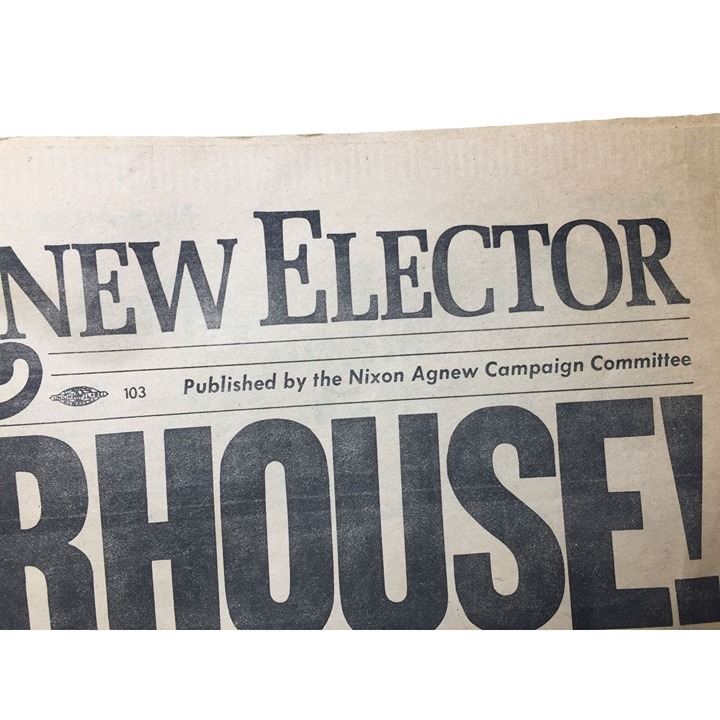 NEW ELECTOR
103 Published by the Nixon Agnew Campaign Committee
RHOUSE!